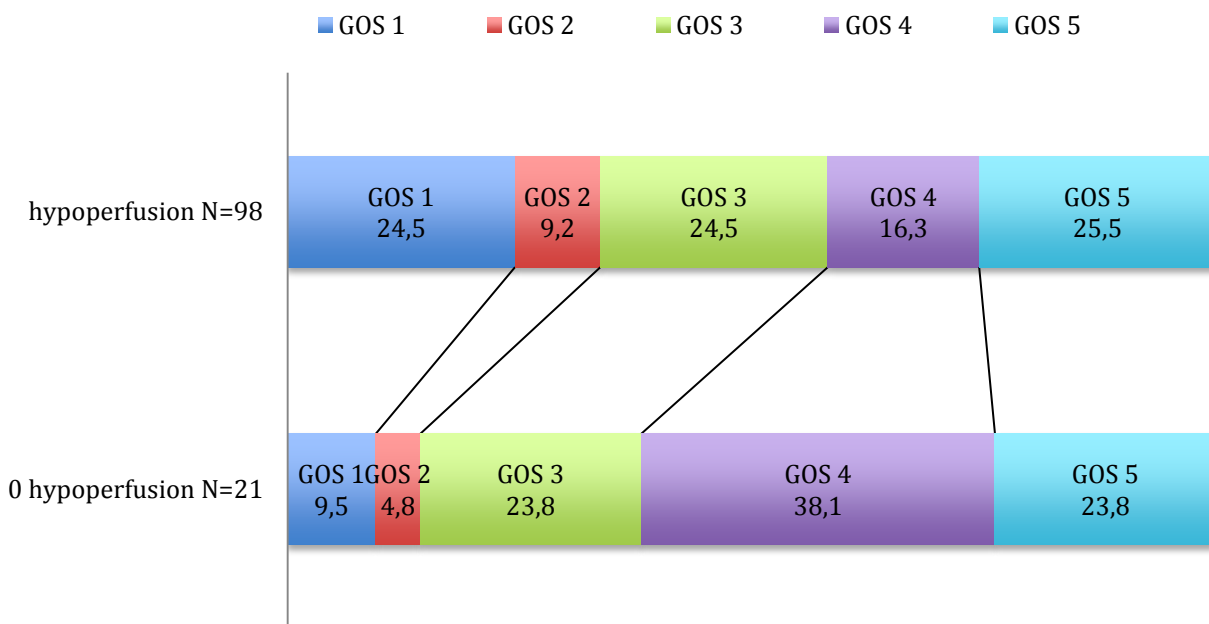 GOS 1 GOS 2 GOS 3 GOS 4 GOS 5
hypoperfusion N=98
GOS 1
24,5
GOS 2
9,2
GOS 3
24,5
GOS 4
16,3
GOS 5
25,5
0 hypoperfusion N=21
GOS 1
9,5
GOS 2
4,8
GOS 3
23,8
GOS 4
38,1
GOS 5
23,8